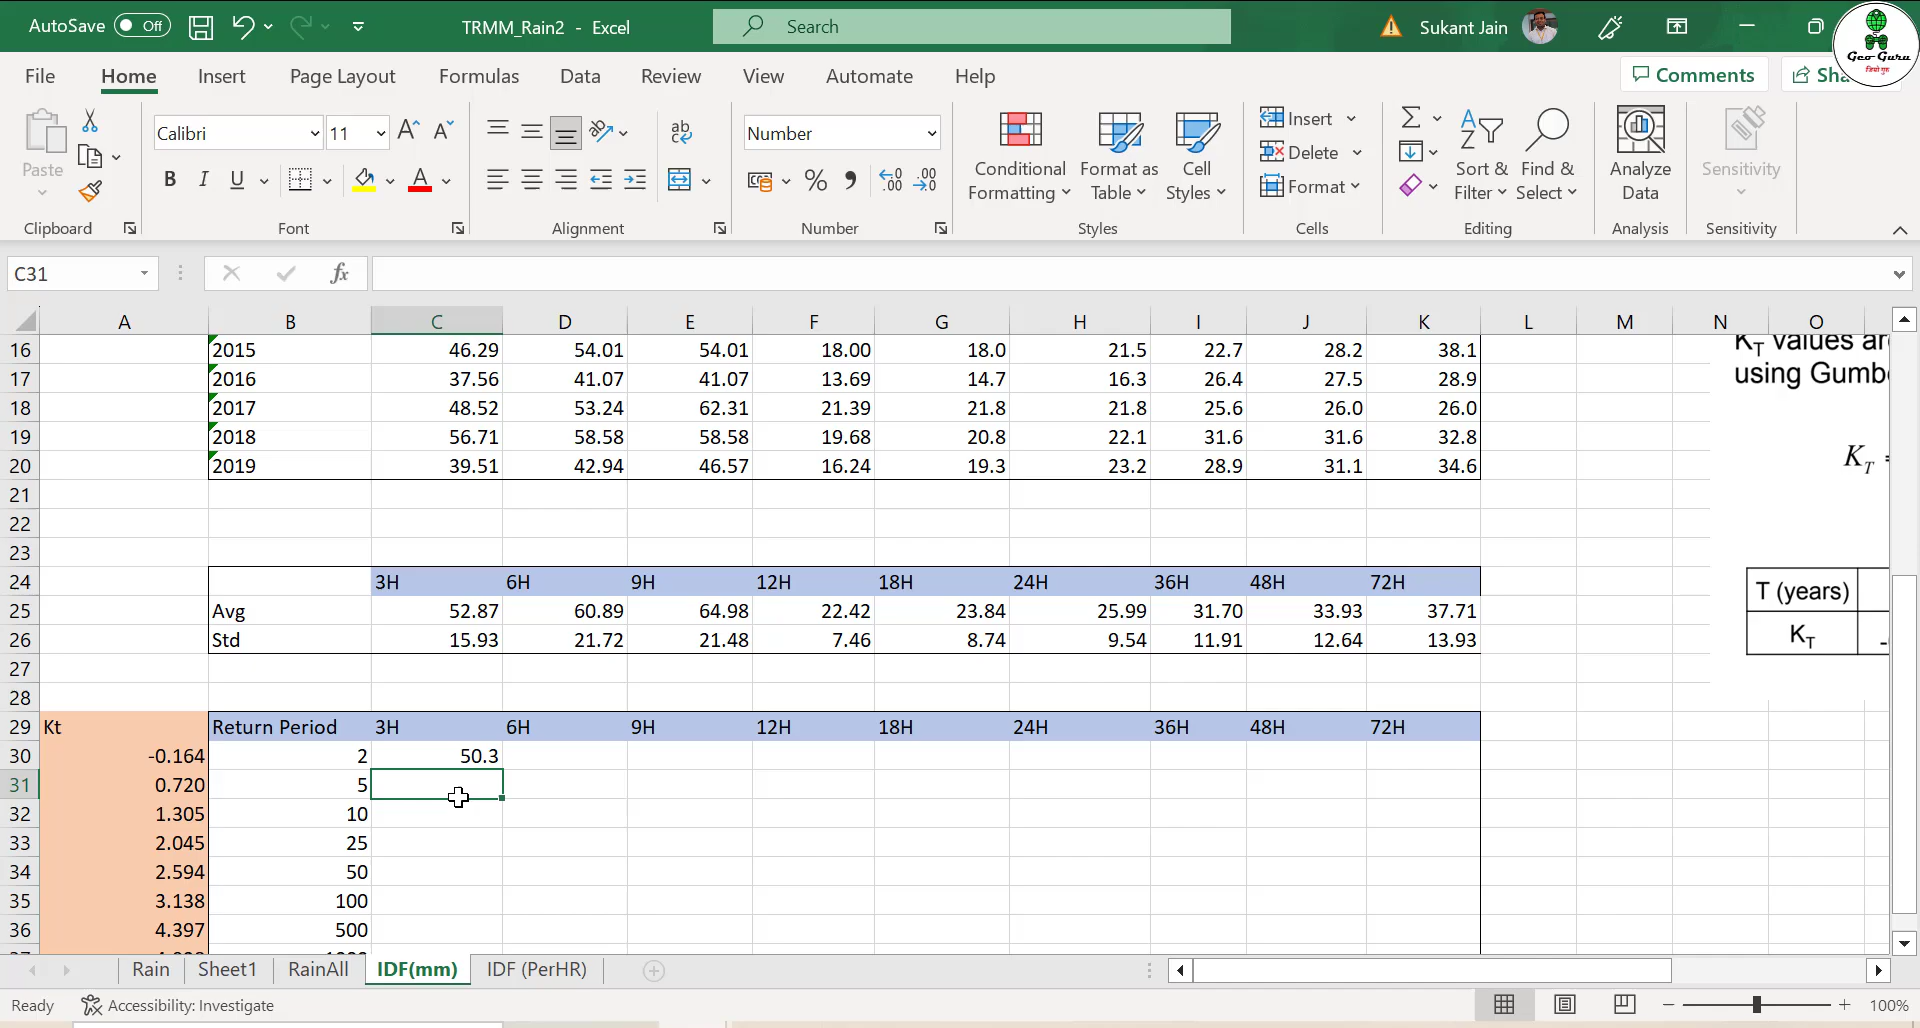 AutoSave Off TRMM_Rain2 - Excel Search Sukant Jain
Geo Guru
जियो गुरु
File Home Insert Page Layout Formulas Data Review View Automate Help Comments
Paste Calibri 11 ab Number Conditional Formatting Format as Table Cell Styles Insert Delete Format Sort & Filter Find & Select Analyze Data Sensitivity
Clipboard Font Alignment Number Styles Cells Editing Analysis Sensitivity
C31 fx
A B C D E F G H I J K L M N O
16 2015 46.29 54.01 54.01 18.00 18.0 21.5 22.7 28.2 38.1 KT values
17 2016 37.56 41.07 41.07 13.69 14.7 16.3 26.4 27.5 28.9 using
18 2017 48.52 53.24 62.31 21.39 21.8 21.8 25.6 26.0 26.0
19 2018 56.71 58.58 58.58 19.68 20.8 22.1 31.6 31.6 32.8 KT =
20 2019 39.51 42.94 46.57 16.24 19.3 23.2 28.9 31.1 34.6
21
22
23
24 3H 6H 9H 12H 18H 24H 36H 48H 72H T (years)
25 Avg 52.87 60.89 64.98 22.42 23.84 25.99 31.70 33.93 37.71
26 Std 15.93 21.72 21.48 7.46 8.74 9.54 11.91 12.64 13.93 KT -
27
28
29 Kt Return Period 3H 6H 9H 12H 18H 24H 36H 48H 72H
30 -0.164 2 50.3
31 0.720 5
32 1.305 10
33 2.045 25
34 2.594 50
35 3.138 100
36 4.397 500
Rain Sheet1 RainAll IDF(mm) IDF (PerHR)
Ready Accessibility: Investigate 100%